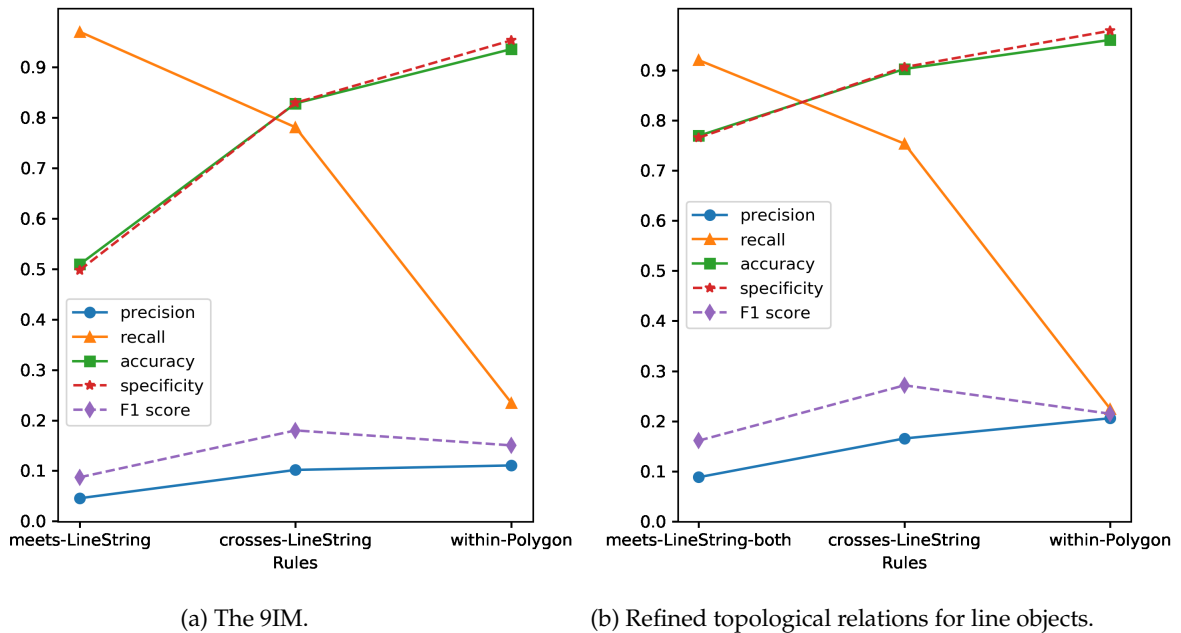 0.9
0.8
0.7
0.6
0.5
0.4
0.3
0.2
0.1
0.0
precision
recall
accuracy
specificity
F1 score
meets-LineString
crosses-LineString
within-Polygon
Rules
(a) The 9IM.
0.9
0.8
0.7
0.6
0.5
0.4
0.3
0.2
0.1
0.0
precision
recall
accuracy
specificity
F1 score
meets-LineString-both
crosses-LineString
within-Polygon
Rules
(b) Refined topological relations for line objects.